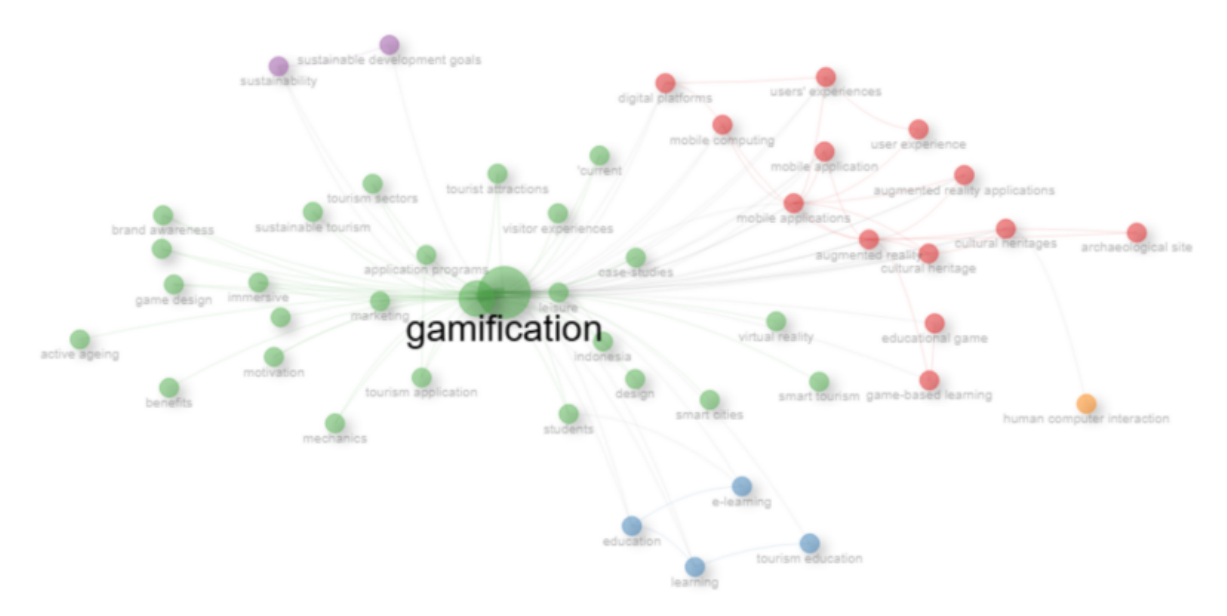 sustainable development goals
sustainability
digital platforms
users' experiences
mobile computing
user experience
'current
mobile application
tourist attractions
augmented reality applications
tourism sectors
mobile applications
brand awareness
sustainable tourism
visitor experiences
cultural heritages
archaeological site
augmented reality
application programs
case-studies
cultural heritage
game design
immersive
leisure
marketing
gamification
virtual reality
educational game
active ageing
indonesia
motivation
tourism application
design
smart tourism
game-based learning
benefits
smart cities
human computer interaction
mechanics
students
e-learning
education
tourism education
learning